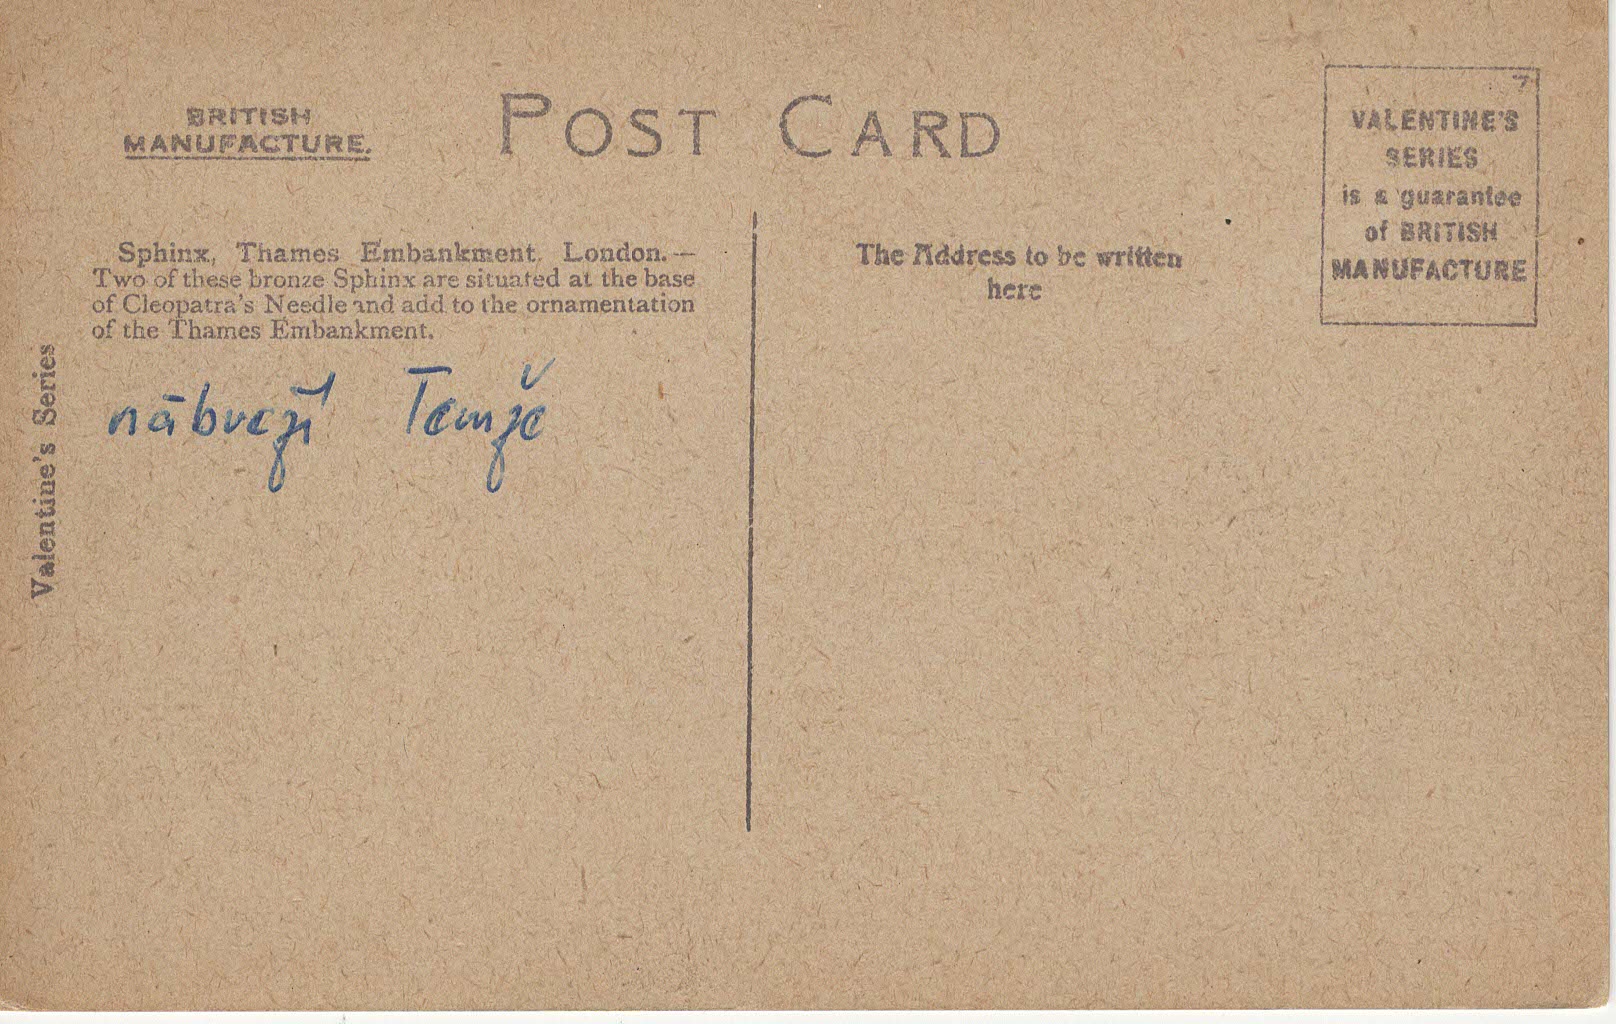 BRITISH
MANUFACTURE.
POST CARD
VALENTINE'S
SERIES
is a guarantee
of BRITISH
MANUFACTURE
Sphinx, Thames Embankment, London.—
Two of these bronze Sphinx are situated at the base
of Cleopatra's Needle and add to the ornamentation
of the Thames Embankment.
The Address to be written
here
nábřeží Temže
Valentine's Series